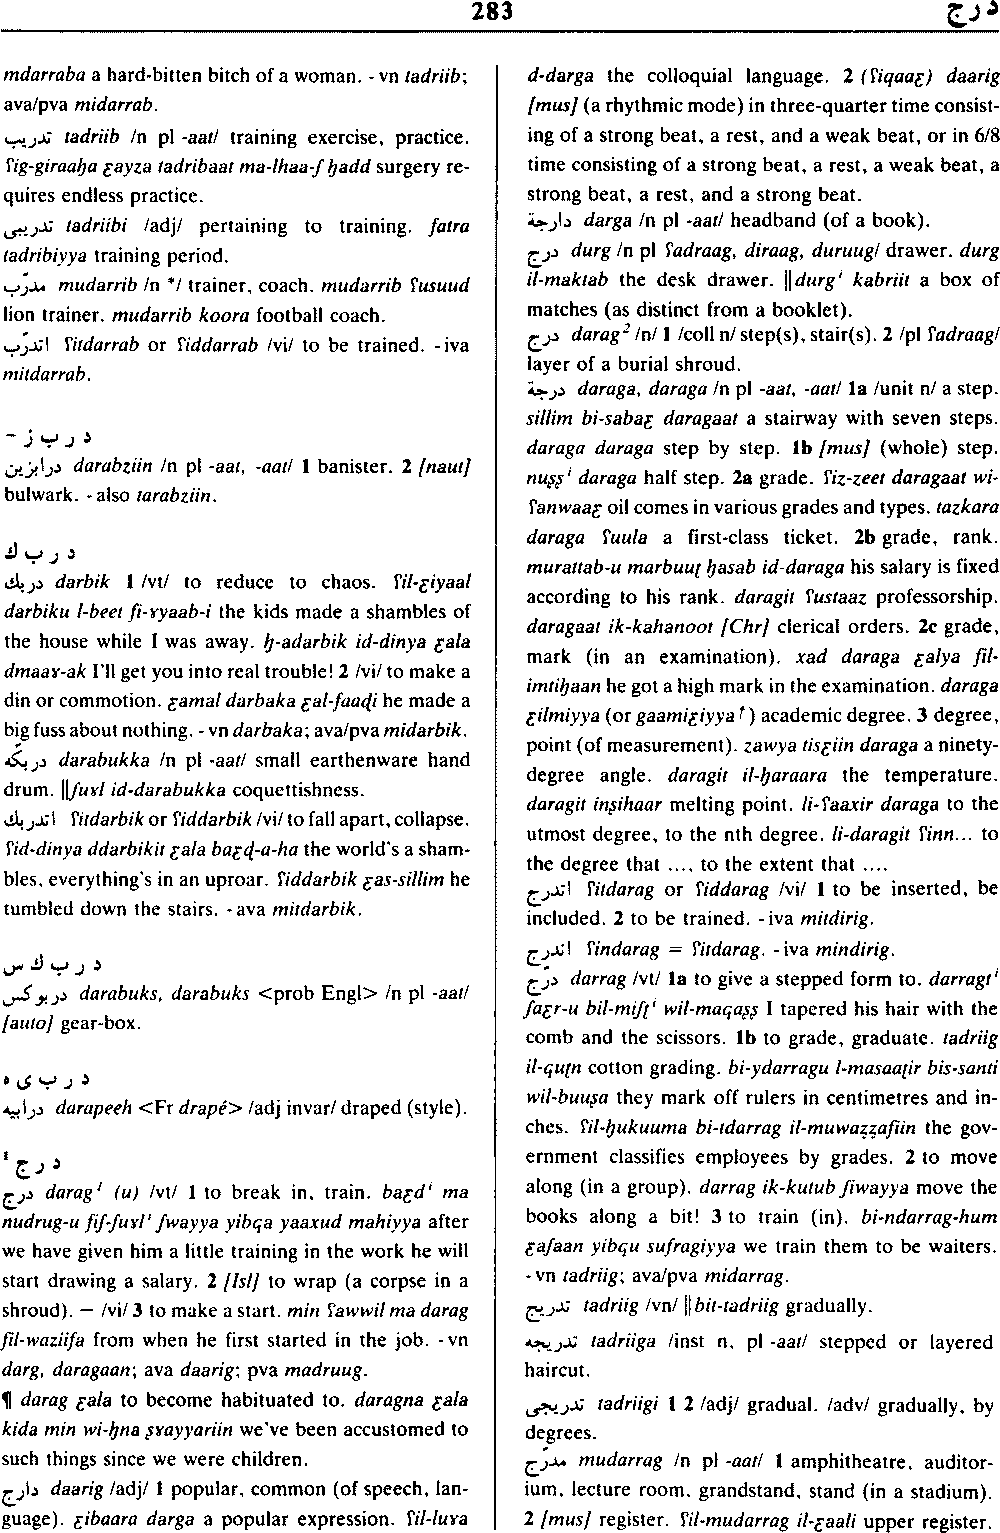 283
درج
mdarraba a hard-bitten bitch of a woman. -vn tadriib;
ava/pva midarrab.
تدريب tadriib /n pl -aat/ training exercise, practice.
ʕig-giraaḥa ɛayza tadribaat ma-lhaa-ʃ ḥadd surgery re-
quires endless practice.
تدريبى tadriibi /adj/ pertaining to training. fatra
tadribiyya training period.
مدرّب mudarrib /n */ trainer, coach. mudarrib ʕusuud
lion trainer. mudarrib koora football coach.
اتدرّب ʕitdarrab or ʕiddarrab /vi/ to be trained. -iva
mitdarrab.
د ر ب ز -
درابزين darabziin /n pl -aat, -aat/ 1 banister. 2 [naut]
bulwark. -also tarabziin.
د ر ب ك
دربك darbik 1 /vt/ to reduce to chaos. ʕil-ɛiyaal
darbiku l-beet fi-ɤyaab-i the kids made a shambles of
the house while I was away. ḥ-adarbik id-dinya ɛala
dmaaɤ-ak I'll get you into real trouble! 2 /vi/ to make a
din or commotion. ɛamal darbaka ɛal-faaḍi he made a
big fuss about nothing. -vn darbaka; ava/pva midarbik.
دربكّه darabukka /n pl -aat/ small earthenware hand
drum. ‖ʃuɤl id-darabukka coquettishness.
اتدربك ʕitdarbik or ʕiddarbik /vi/ to fall apart, collapse.
ʕid-dinya ddarbikit ɛala baɛḍ-a-ha the world's a sham-
bles, everything's in an uproar. ʕiddarbik ɛas-sillim he
tumbled down the stairs. -ava mitdarbik.
د ر ب ك س
دربوكس darabuks, darabuks <prob Engl> /n pl -aat/
[auto] gear-box.
د ر ب ى ه
درابيه darapeeh <Fr drapé> /adj invar/ draped (style).
د ر ج ¹
درج darag¹ (u) /vt/ 1 to break in, train. baɛdⁱ ma
nudrug-u fiʃ-ʃuɤlⁱ ʃwayya yibqa yaaxud mahiyya after
we have given him a little training in the work he will
start drawing a salary. 2 [Isl] to wrap (a corpse in a
shroud). — /vi/ 3 to make a start. min ʕawwil ma darag
fil-waziifa from when he first started in the job. -vn
darg, daragaan; ava daarig; pva madruug.
¶ darag ɛala to become habituated to. daragna ɛala
kida min wi-ḥna ṣɤayyariin we've been accustomed to
such things since we were children.
دارج daarig /adj/ 1 popular, common (of speech, lan-
guage). ɛibaara darga a popular expression. ʕil-luɤa
d-darga the colloquial language. 2 (ʕiqaaɛ) daarig
[mus] (a rhythmic mode) in three-quarter time consist-
ing of a strong beat, a rest, and a weak beat, or in 6/8
time consisting of a strong beat, a rest, a weak beat, a
strong beat, a rest, and a strong beat.
دارجة darga /n pl -aat/ headband (of a book).
درج durg /n pl ʕadraag, diraag, duruug/ drawer. durg
il-maktab the desk drawer. ‖durgⁱ kabriit a box of
matches (as distinct from a booklet).
درج darag² /n/ 1 /coll n/ step(s), stair(s). 2 /pl ʕadraag/
layer of a burial shroud.
درجة daraga, daraga /n pl -aat, -aat/ 1a /unit n/ a step.
sillim bi-sabaɛ daragaat a stairway with seven steps.
daraga daraga step by step. 1b [mus] (whole) step.
nuṣṣⁱ daraga half step. 2a grade. ʕiz-zeet daragaat wi-
ʕanwaaɛ oil comes in various grades and types. tazkara
daraga ʕuula a first-class ticket. 2b grade, rank.
murattab-u marbuuṭ ḥasab id-daraga his salary is fixed
according to his rank. daragit ʕustaaz professorship.
daragaat ik-kahanoot [Chr] clerical orders. 2c grade,
mark (in an examination). xad daraga ɛalya fil-
imtiḥaan he got a high mark in the examination. daraga
ɛilmiyya (or gaamiɛiyya†) academic degree. 3 degree,
point (of measurement). zawya tisɛiin daraga a ninety-
degree angle. daragit il-ḥaraara the temperature.
daragit inṣihaar melting point. li-ʕaaxir daraga to the
utmost degree, to the nth degree. li-daragit ʕinn... to
the degree that ..., to the extent that ....
اتدرج ʕitdarag or ʕiddarag /vi/ 1 to be inserted, be
included. 2 to be trained. -iva mitdirig.
اندرج ʕindarag = ʕitdarag. -iva mindirig.
درّج darrag /vt/ 1a to give a stepped form to. darragtⁱ
ʃaɛr-u bil-miʃṭⁱ wil-maqaṣṣ I tapered his hair with the
comb and the scissors. 1b to grade, graduate. tadriig
il-quṭn cotton grading. bi-ydarragu l-masaaṭir bis-santi
wil-buuṣa they mark off rulers in centimetres and in-
ches. ʕil-ḥukuuma bi-tdarrag il-muwaẓẓafiin the gov-
ernment classifies employees by grades. 2 to move
along (in a group). darrag ik-kutub ʃiwayya move the
books along a bit! 3 to train (in). bi-ndarrag-hum
ɛaʃaan yibqu sufragiyya we train them to be waiters.
-vn tadriig; ava/pva midarrag.
تدريج tadriig /vn/ ‖bit-tadriig gradually.
تدريجه tadriiga /inst n, pl -aat/ stepped or layered
haircut.
تدريجى tadriigi 1 2 /adj/ gradual. /adv/ gradually, by
degrees.
مدرّج mudarrag /n pl -aat/ 1 amphitheatre, auditor-
ium, lecture room, grandstand, stand (in a stadium).
2 [mus] register. ʕil-mudarrag il-ɛaali upper register.